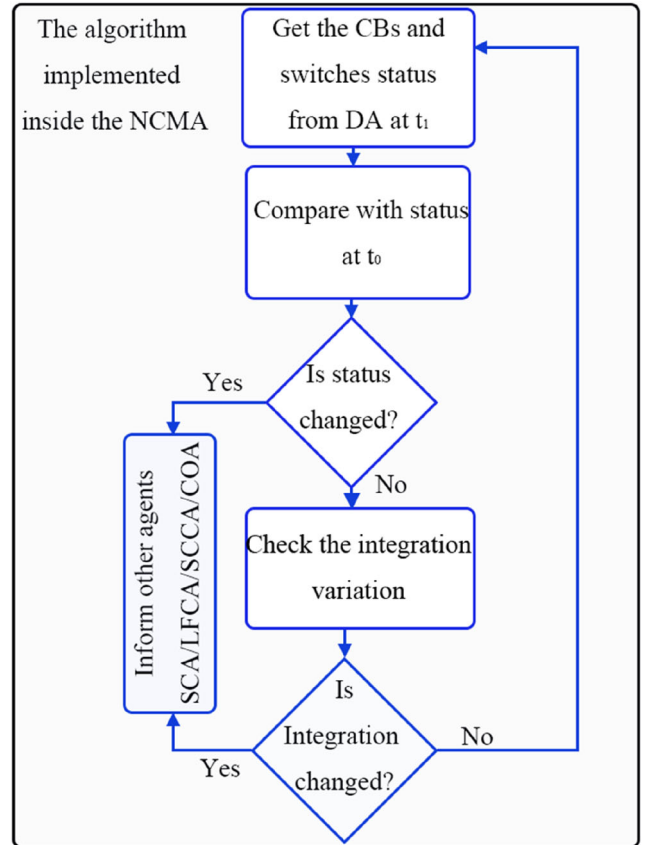 The algorithm
implemented
inside the NCMA
Get the CBs and
switches status
from DA at t₁
Compare with status
at t₀
Is status
changed?
Yes
No
Inform other agents
SCA/LFCA/SCCA/COA
Check the integration
variation
Is
Integration
changed?
Yes
No